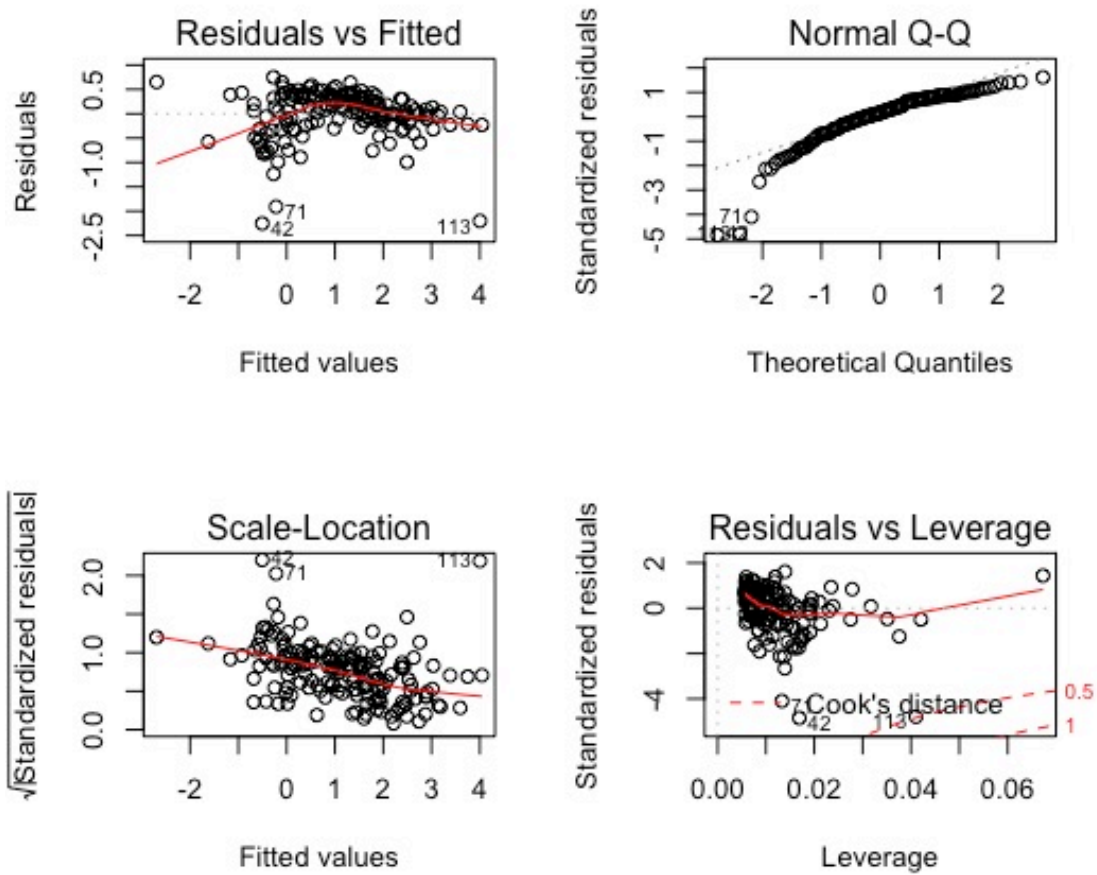 Residuals vs Fitted
Residuals
0.5
-1.0
-2.5
71
42
113
-2 0 1 2 3 4
Fitted values
Normal Q-Q
Standardized residuals
1
-1
-3
-5
71
-2 -1 0 1 2
Theoretical Quantiles
Scale-Location
√|Standardized residuals|
2.0
1.0
0.0
42
71
113
-2 0 1 2 3 4
Fitted values
Residuals vs Leverage
Standardized residuals
2
0
-4
Cook's distance
42
113
0.5
1
0.00 0.02 0.04 0.06
Leverage